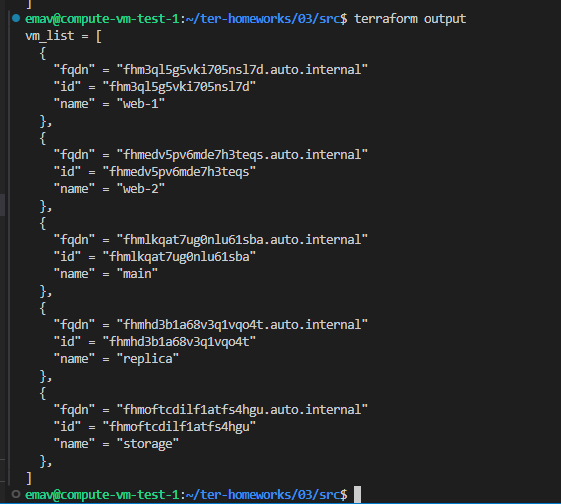 ]
emav@compute-vm-test-1:~/ter-homeworks/03/src$ terraform output
vm_list = [
  {
    "fqdn" = "fhm3ql5g5vki705nsl7d.auto.internal"
    "id" = "fhm3ql5g5vki705nsl7d"
    "name" = "web-1"
  },
  {
    "fqdn" = "fhmedv5pv6mde7h3teqs.auto.internal"
    "id" = "fhmedv5pv6mde7h3teqs"
    "name" = "web-2"
  },
  {
    "fqdn" = "fhmlkqat7ug0nlu61sba.auto.internal"
    "id" = "fhmlkqat7ug0nlu61sba"
    "name" = "main"
  },
  {
    "fqdn" = "fhmhd3b1a68v3q1vqo4t.auto.internal"
    "id" = "fhmhd3b1a68v3q1vqo4t"
    "name" = "replica"
  },
  {
    "fqdn" = "fhmoftcdilf1atfs4hgu.auto.internal"
    "id" = "fhmoftcdilf1atfs4hgu"
    "name" = "storage"
  },
]
emav@compute-vm-test-1:~/ter-homeworks/03/src$